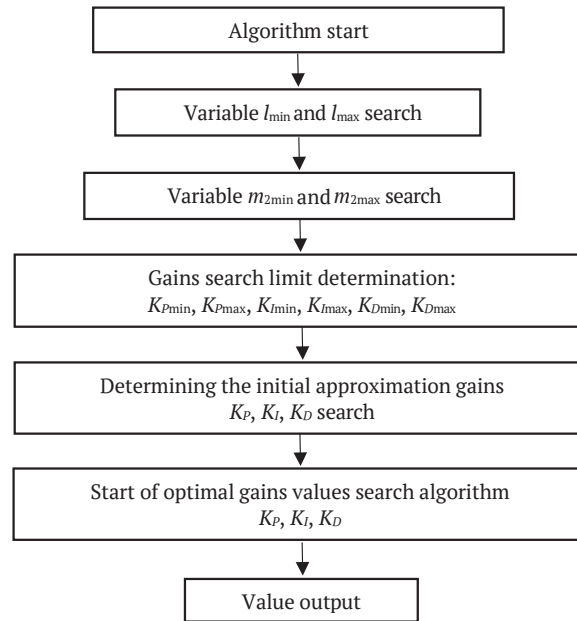 Algorithm start
Variable lmin and lmax search
Variable m2min and m2max search
Gains search limit determination:
KPmin, KPmax, KImin, KImax, KDmin, KDmax
Determining the initial approximation gains
KP, KI, KD search
Start of optimal gains values search algorithm
KP, KI, KD
Value output